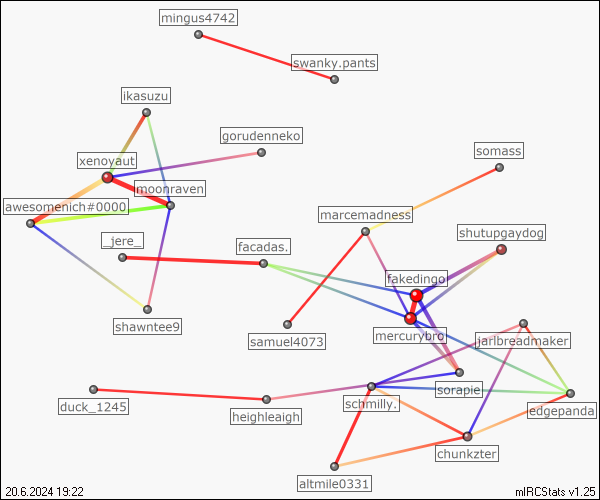 mingus4742
swanky.pants
ikasuzu
gorudenneko
xenoyaut
somass
moonraven
awesomenich#0000
marcemadness
shutupgaydog
_jere_
facadas.
fakedingo
shawntee9
samuel4073
mercurybro
jailbreadmaker
sorapie
duck_1245
heighleaigh
schmilly.
edgepanda
chunkzter
altmile0331
20.6.2024 19:22
mIRCStats v1.25